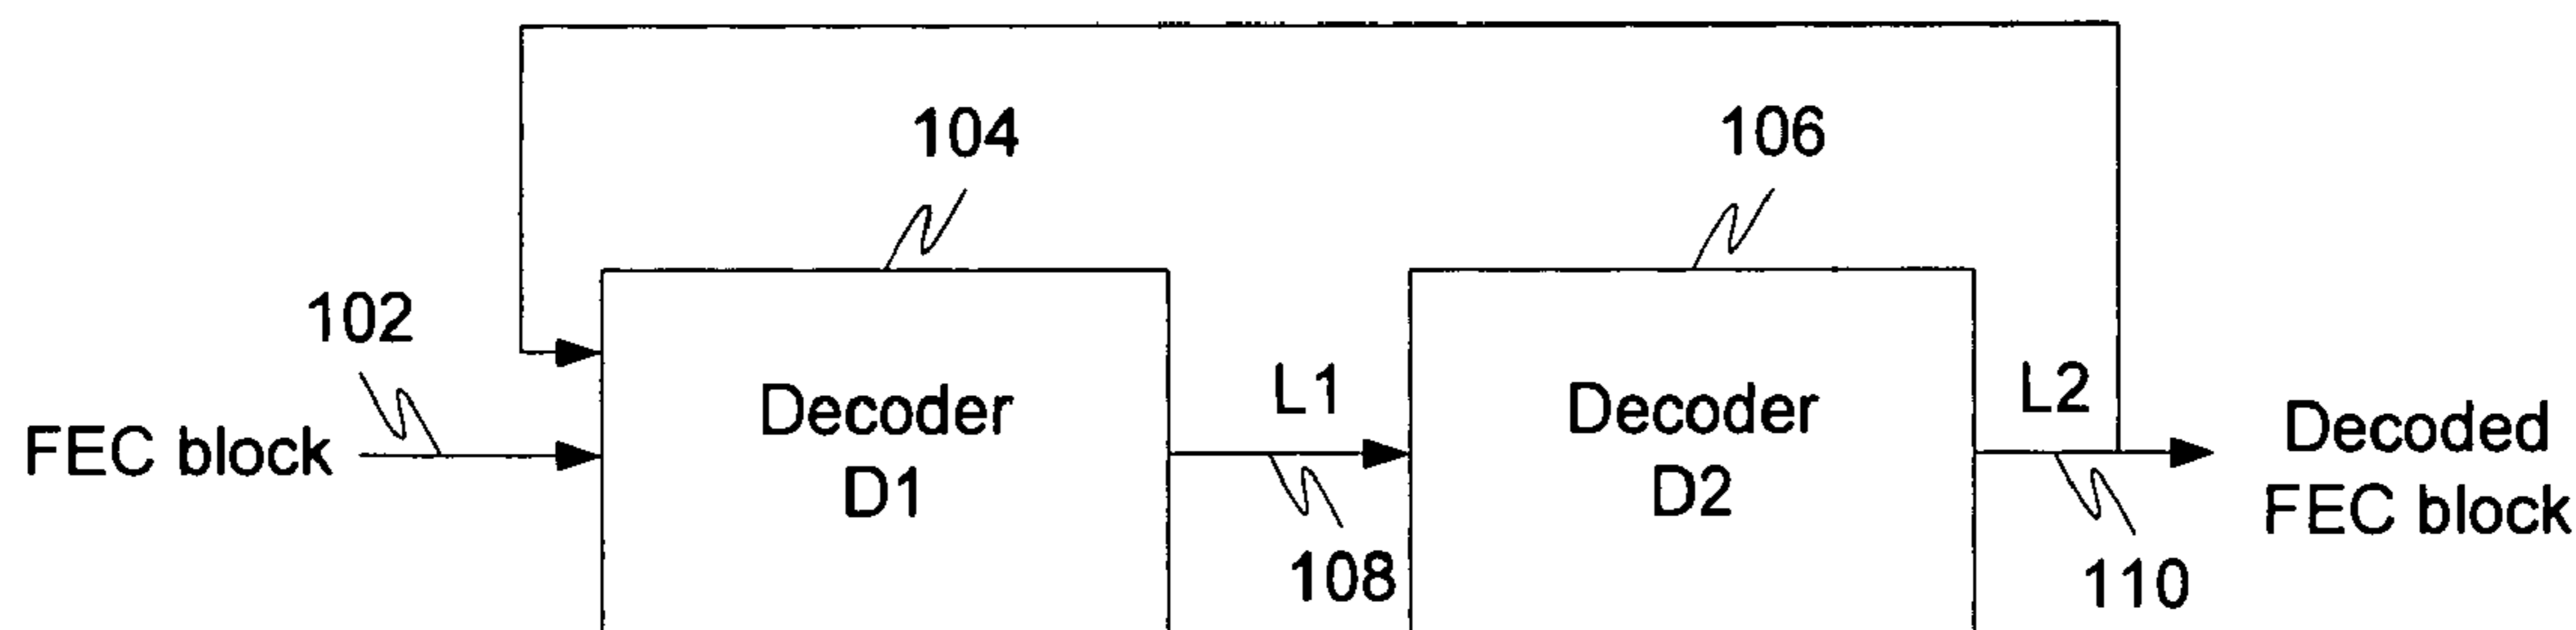 104
106
102
FEC block
Decoder
D1
L1
108
Decoder
D2
L2
110
Decoded
FEC block